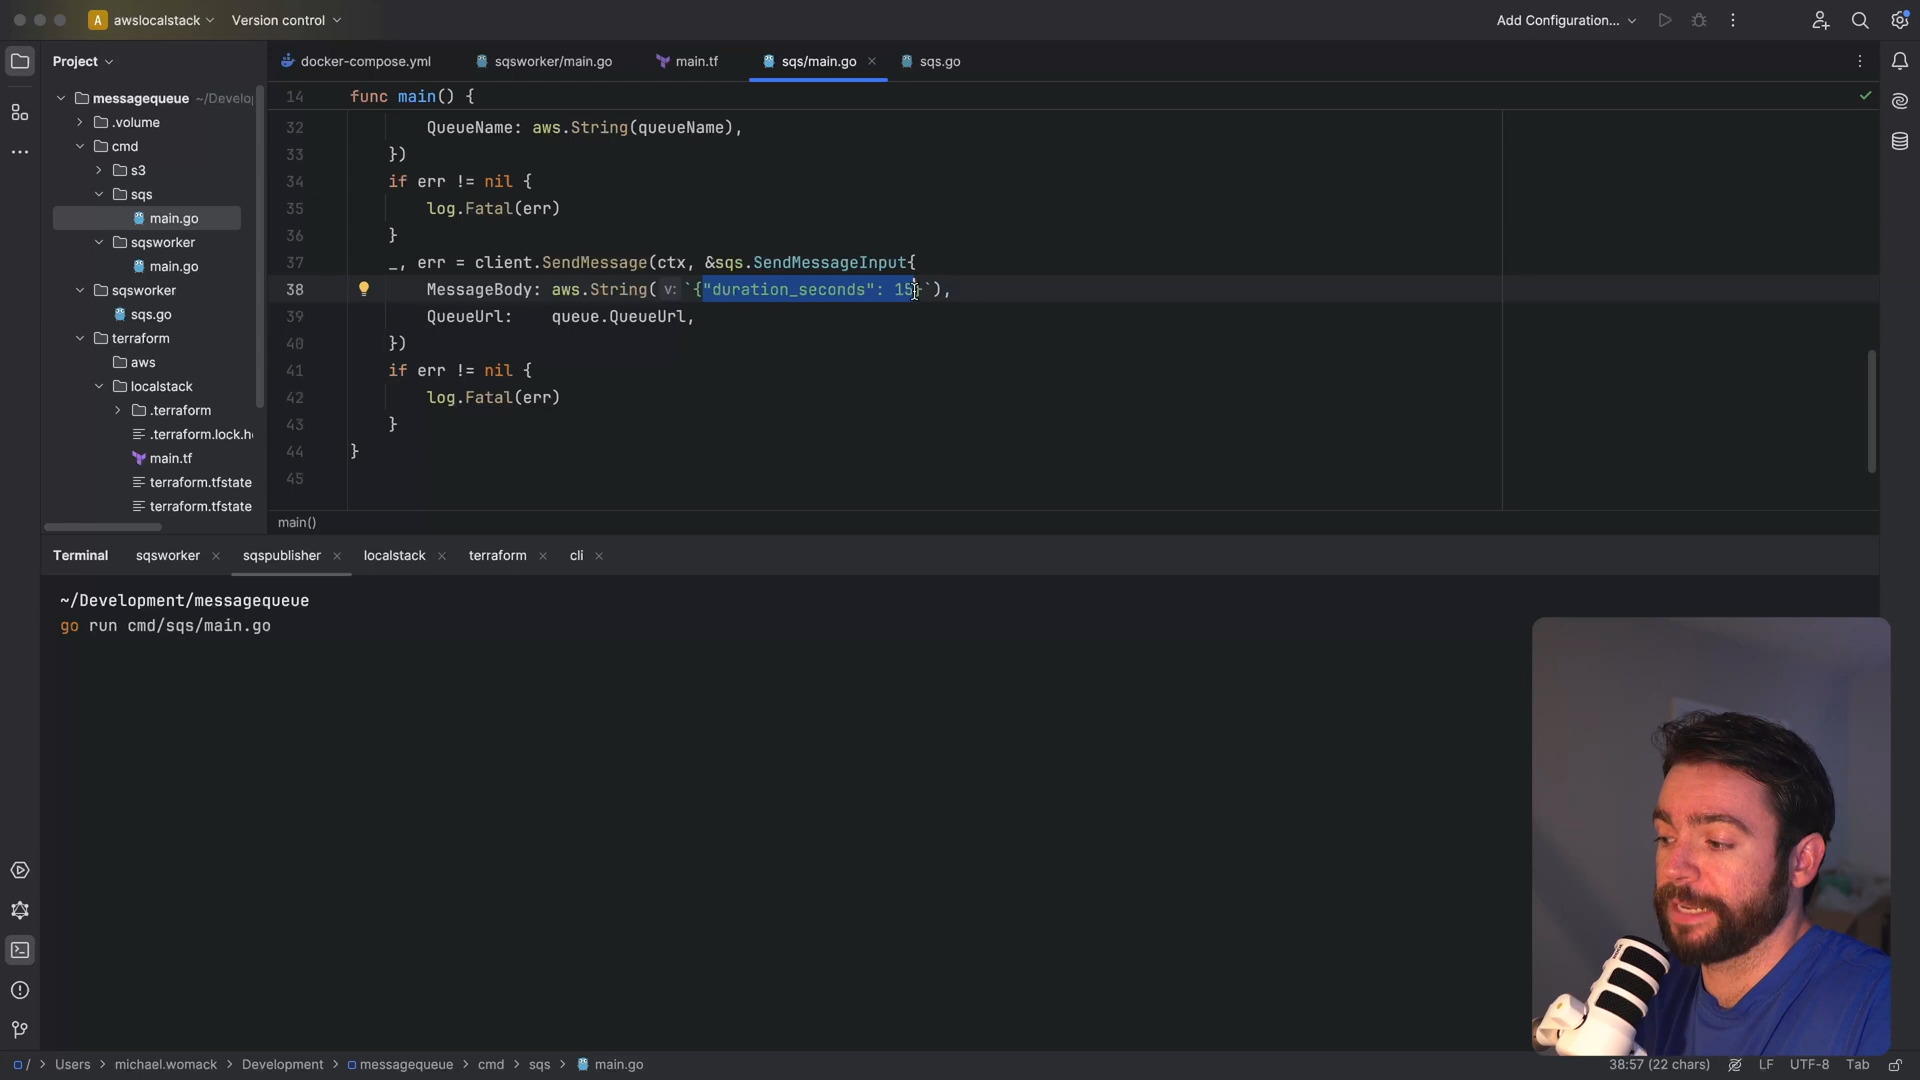 A awslocalstack Version control Add Configuration...
Project
docker-compose.yml sqsworker/main.go main.tf sqs/main.go sqs.go
messagequeue ~/Develo
.volume
cmd
s3
sqs
main.go
sqsworker
main.go
sqsworker
sqs.go
terraform
aws
localstack
.terraform
.terraform.lock.h
main.tf
terraform.tfstate
terraform.tfstate
14 func main() {
32 QueueName: aws.String(queueName),
33 })
34 if err != nil {
35 log.Fatal(err)
36 }
37 _, err = client.SendMessage(ctx, &sqs.SendMessageInput{
38 MessageBody: aws.String( v: `{"duration_seconds": 15}`),
39 QueueUrl: queue.QueueUrl,
40 })
41 if err != nil {
42 log.Fatal(err)
43 }
44 }
45
main()
Terminal sqsworker sqspublisher localstack terraform cli
~/Development/messagequeue
go run cmd/sqs/main.go
/ > Users > michael.womack > Development > messagequeue > cmd > sqs > main.go 38:57 (22 chars) LF UTF-8 Tab